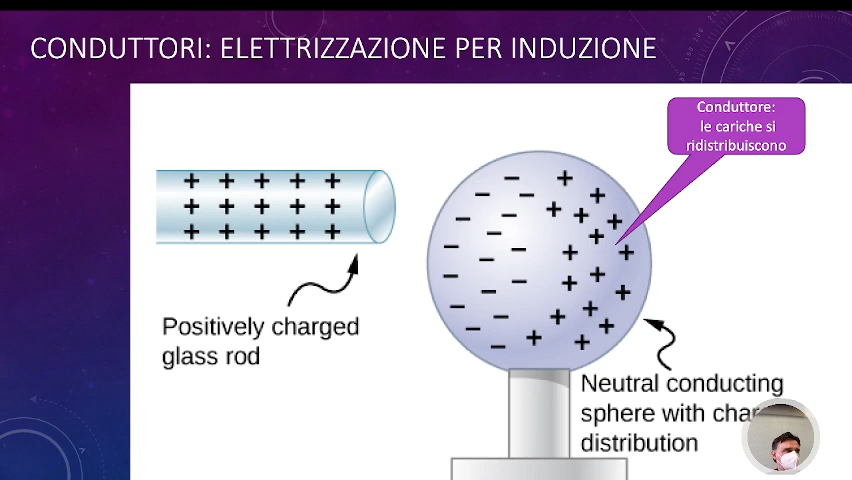 CONDUTTORI: ELETTRIZZAZIONE PER INDUZIONE
Conduttore:
le cariche si
ridistribuiscono
Positively charged
glass rod
Neutral conducting
sphere with
distribution